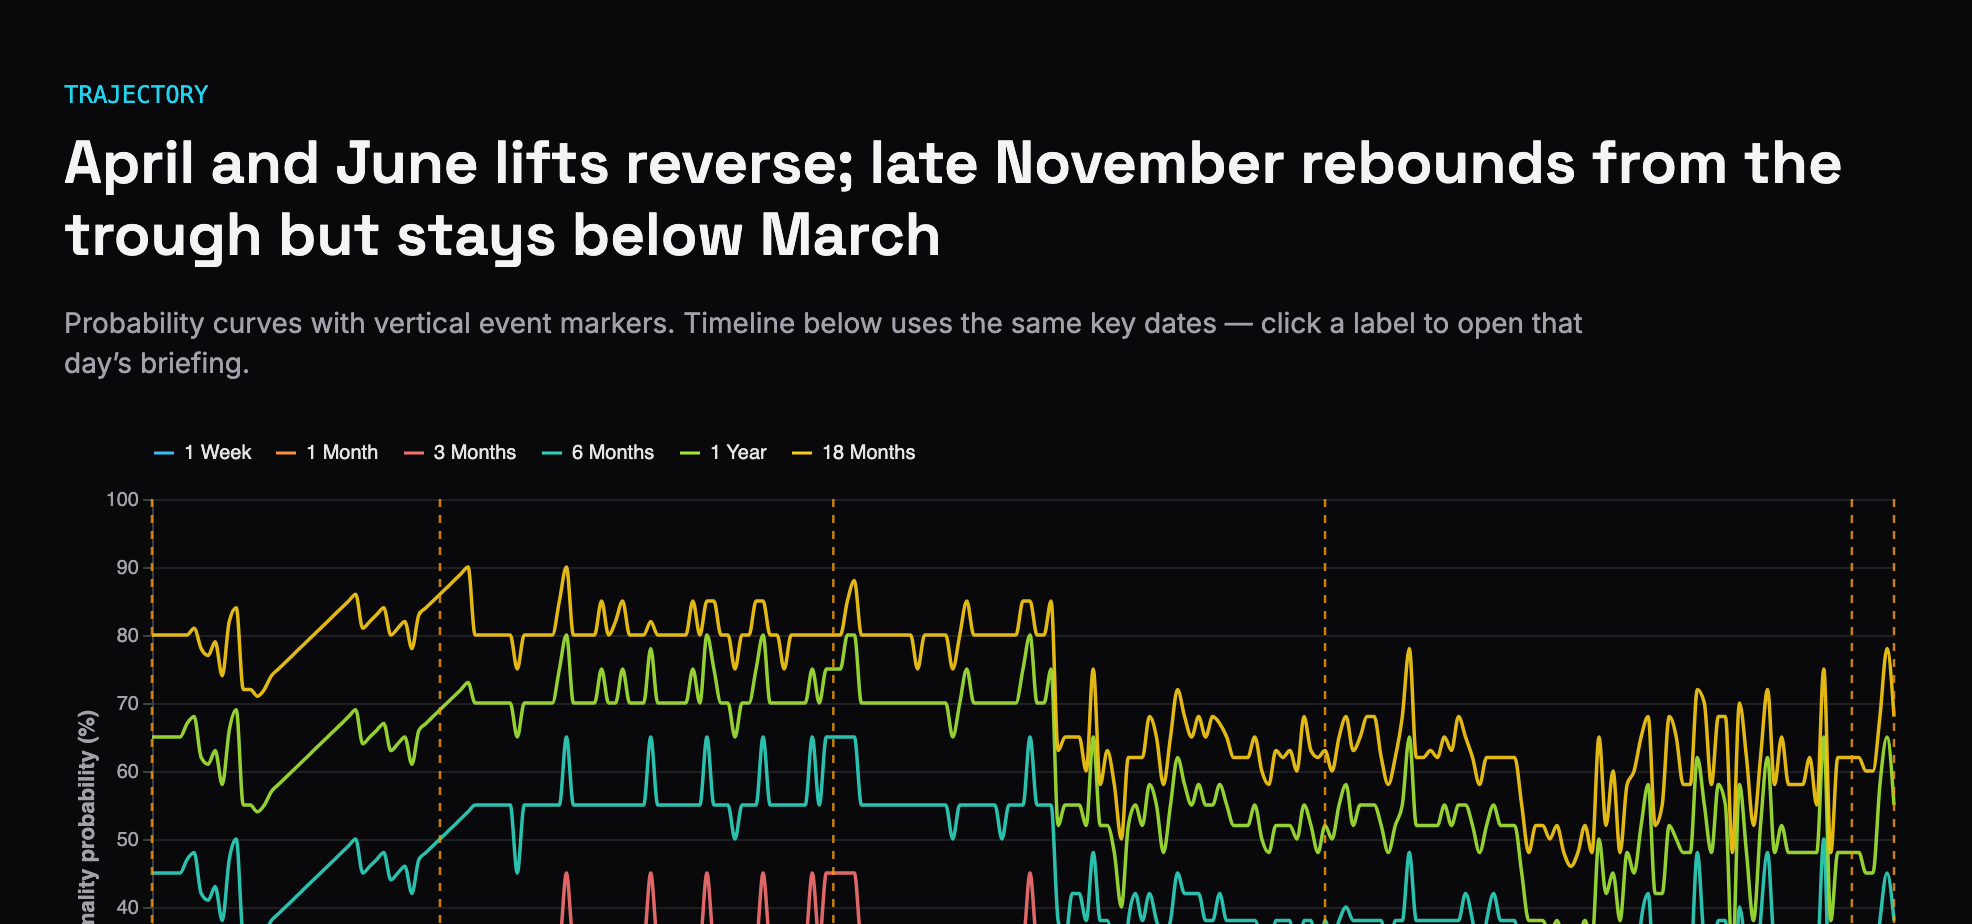 TRAJECTORY
April and June lifts reverse; late November rebounds from the
trough but stays below March
Probability curves with vertical event markers. Timeline below uses the same key dates — click a label to open that
day’s briefing.
1 Week 1 Month 3 Months 6 Months 1 Year 18 Months
100
90
80
70
60
50
40
probability (%)